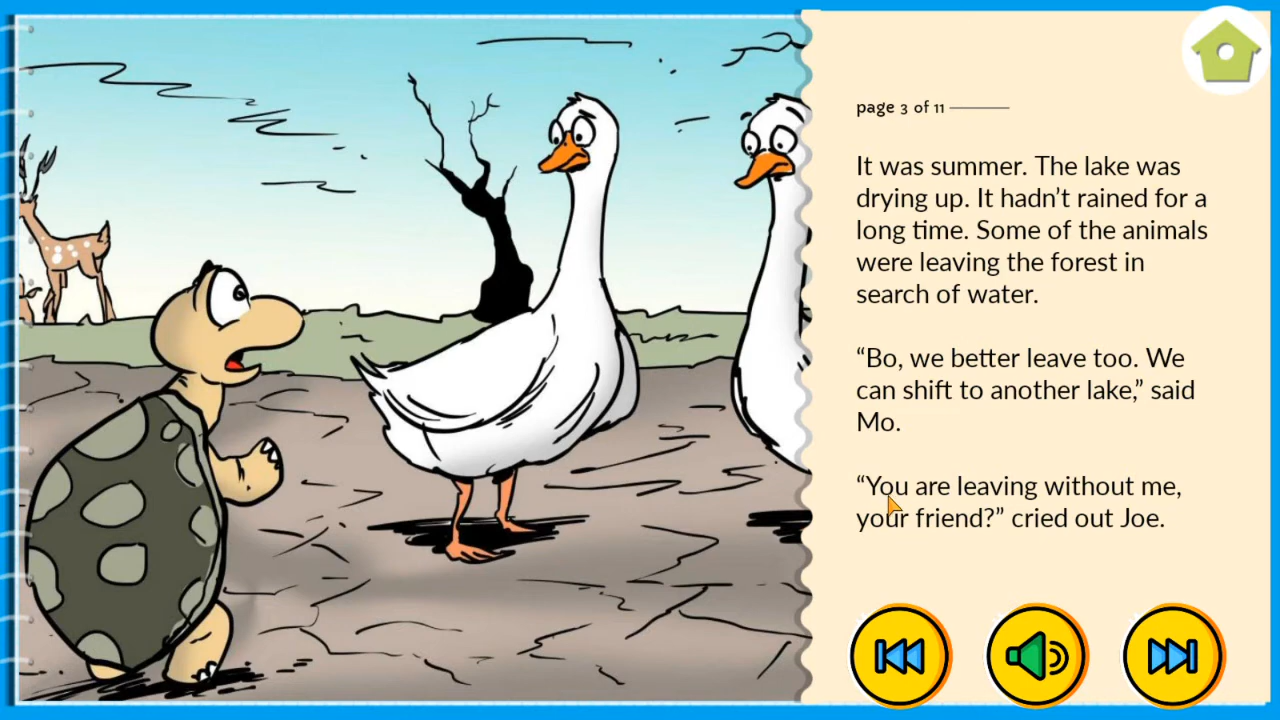 page 3 of 11
It was summer. The lake was
drying up. It hadn’t rained for a
long time. Some of the animals
were leaving the forest in
search of water.
“Bo, we better leave too. We
can shift to another lake,” said
Mo.
“You are leaving without me,
your friend?” cried out Joe.